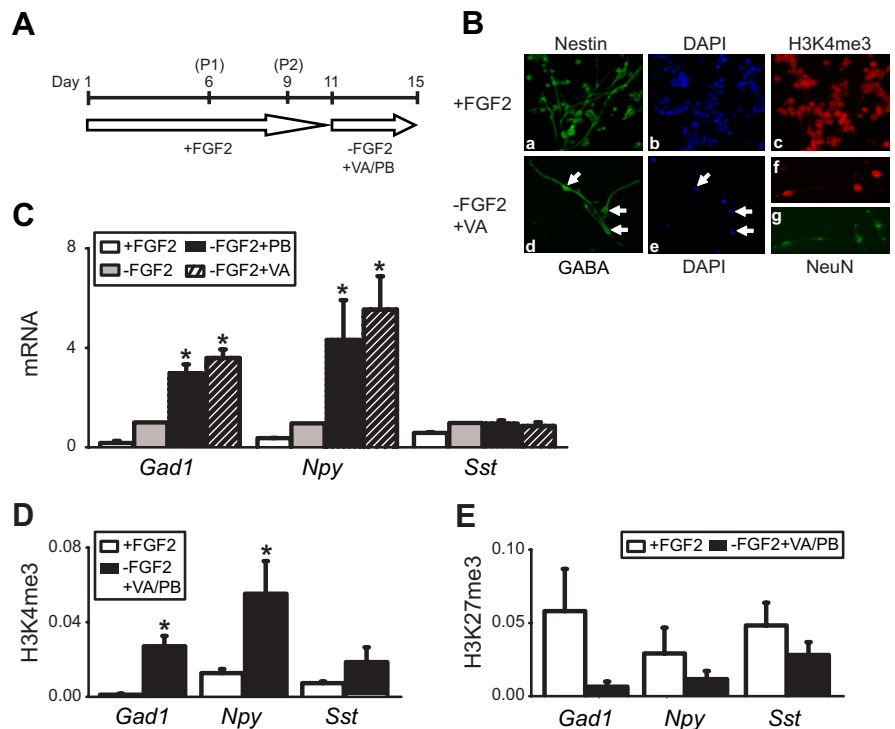 A
(P1) (P2)
Day 1 6 9 11 15
+FGF2
-FGF2
+VA/PB
B
Nestin DAPI H3K4me3
+FGF2
a b c
-FGF2
+VA
d e f
g
GABA DAPI NeuN
C
+FGF2 -FGF2+PB
-FGF2 -FGF2+VA
mRNA
8
4
0
* * * *
Gad1 Npy Sst
D
+FGF2
-FGF2
+VA/PB
H3K4me3
0.08
0.04
0.00
* *
Gad1 Npy Sst
E
+FGF2 -FGF2+VA/PB
H3K27me3
0.10
0.05
0.00
Gad1 Npy Sst